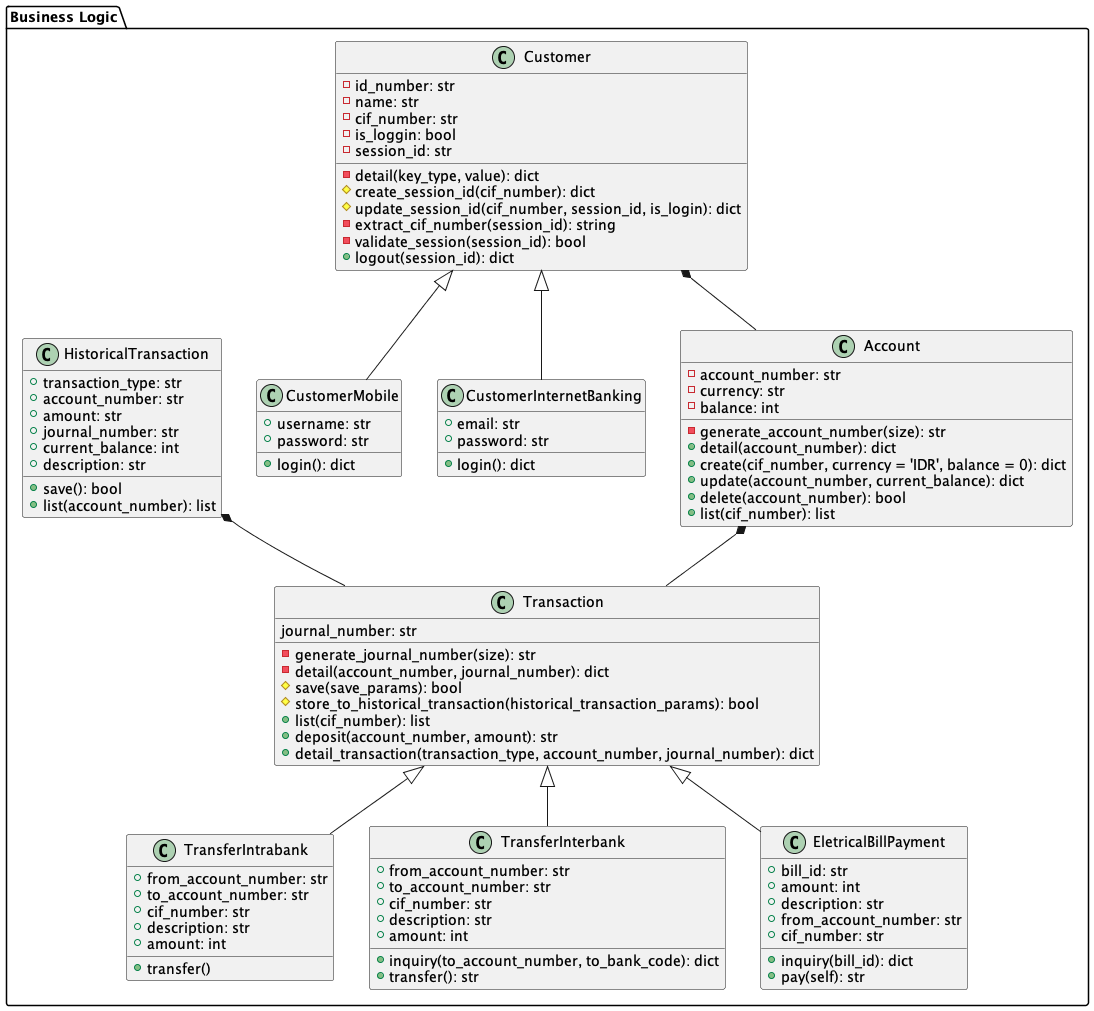 Business Logic
C Customer
id_number: str
name: str
cif_number: str
is_loggin: bool
session_id: str
detail(key_type, value): dict
create_session_id(cif_number): dict
update_session_id(cif_number, session_id, is_login): dict
extract_cif_number(session_id): string
validate_session(session_id): bool
logout(session_id): dict
C HistoricalTransaction
transaction_type: str
account_number: str
amount: str
journal_number: str
current_balance: int
description: str
save(): bool
list(account_number): list
C CustomerMobile
username: str
password: str
login(): dict
C CustomerInternetBanking
email: str
password: str
login(): dict
C Account
account_number: str
currency: str
balance: int
generate_account_number(size): str
detail(account_number): dict
create(cif_number, currency = 'IDR', balance = 0): dict
update(account_number, current_balance): dict
delete(account_number): bool
list(cif_number): list
C Transaction
journal_number: str
generate_journal_number(size): str
detail(account_number, journal_number): dict
save(save_params): bool
store_to_historical_transaction(historical_transaction_params): bool
list(cif_number): list
deposit(account_number, amount): str
detail_transaction(transaction_type, account_number, journal_number): dict
C TransferIntrabank
from_account_number: str
to_account_number: str
cif_number: str
description: str
amount: int
transfer()
C TransferInterbank
from_account_number: str
to_account_number: str
cif_number: str
description: str
amount: int
inquiry(to_account_number, to_bank_code): dict
transfer(): str
C EletricalBillPayment
bill_id: str
amount: int
description: str
from_account_number: str
cif_number: str
inquiry(bill_id): dict
pay(self): str